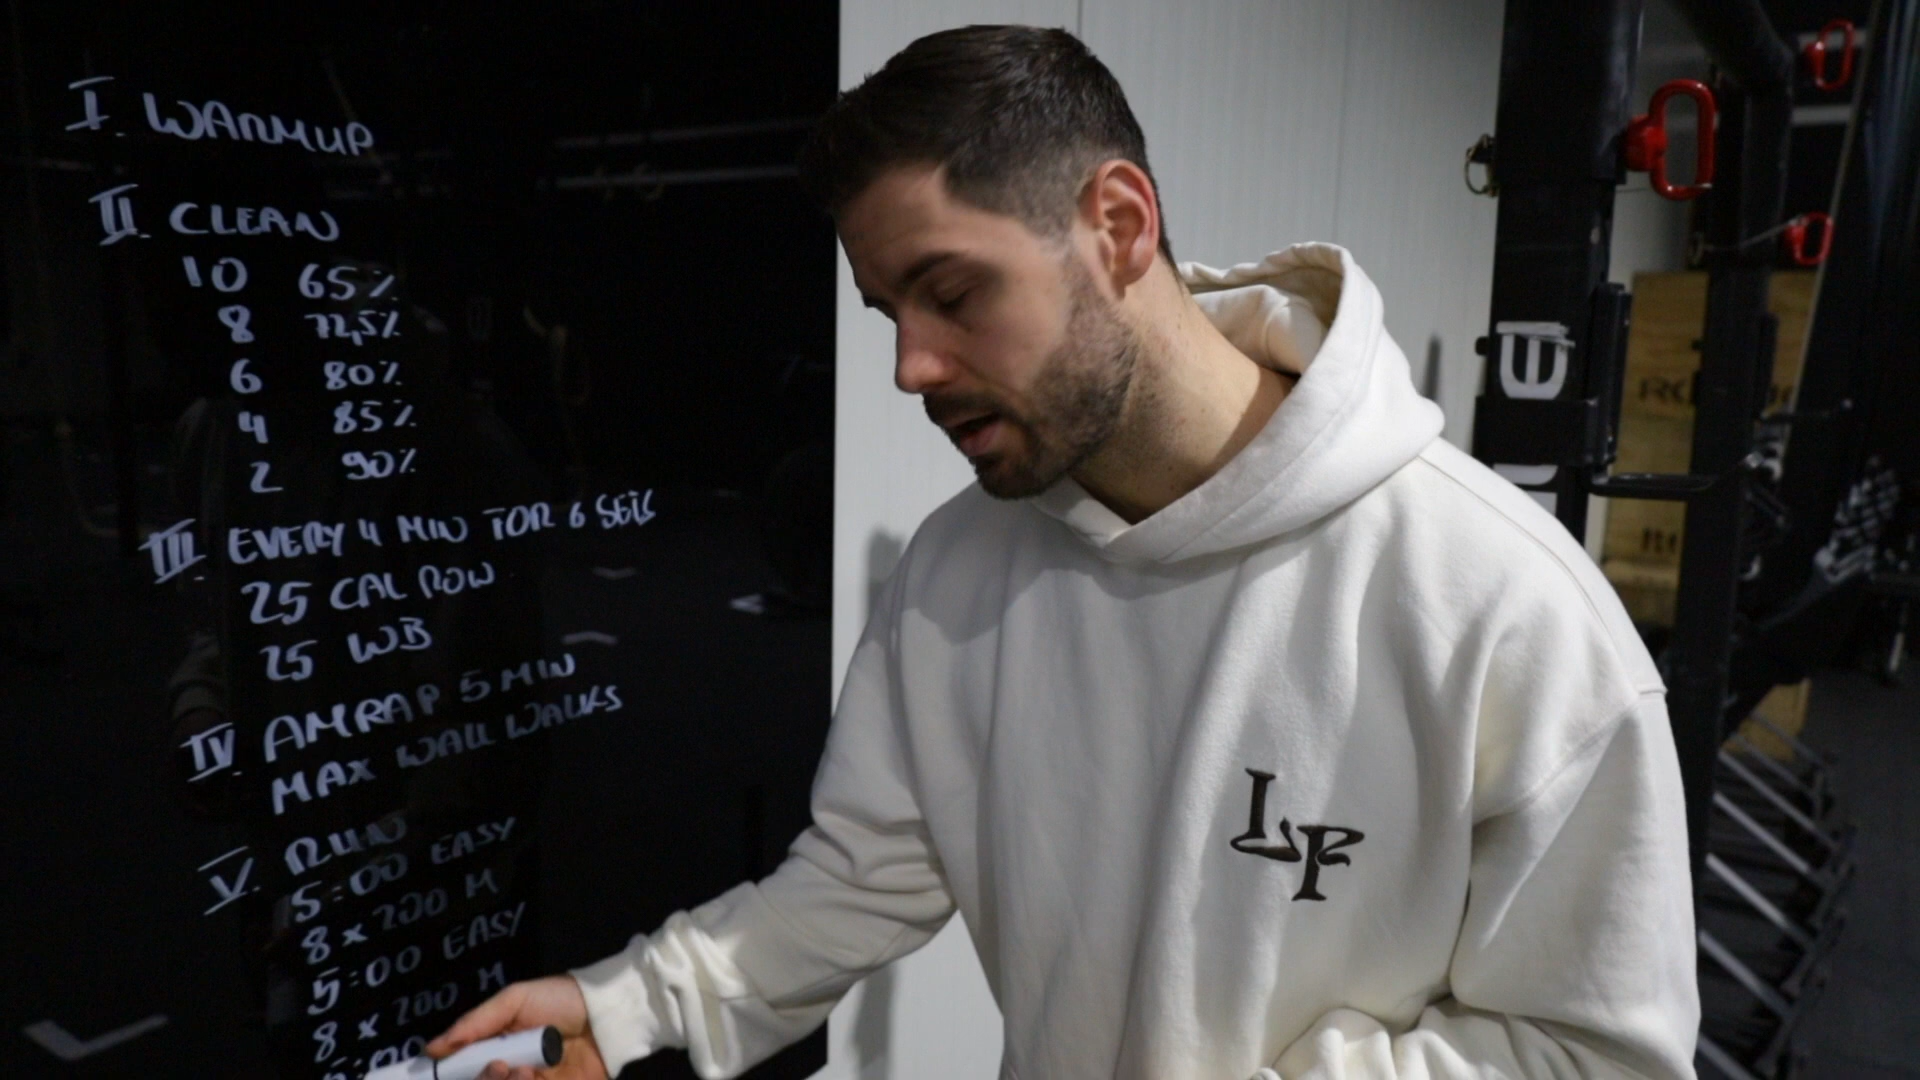 I. WARMUP
II. CLEAN
10 65%
8 72,5%
6 80%
4 85%
2 90%
III. EVERY 4 MIN FOR 6 SETS
25 CAL ROW
25 WB
IV. AMRAP 5 MIN
MAX WALL WALKS
V. RUN
5:00 EASY
8 x 200 M
5:00 EASY
8 x 200 M
5:00
LF